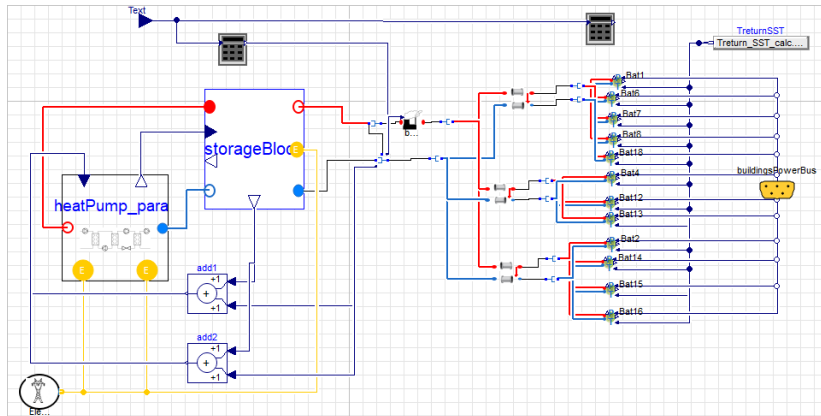 Text
TreturnSST
Treturn_SST_calc....
Bat1
Bat6
Bat7
Bat8
Bat18
Bat4
Bat12
Bat13
Bat2
Bat14
Bat15
Bat16
buildingsPowerBus
b...
storageBloc
E
heatPump_para
E
E
add1
+1
+
+1
add2
+1
+
+1
Ele...